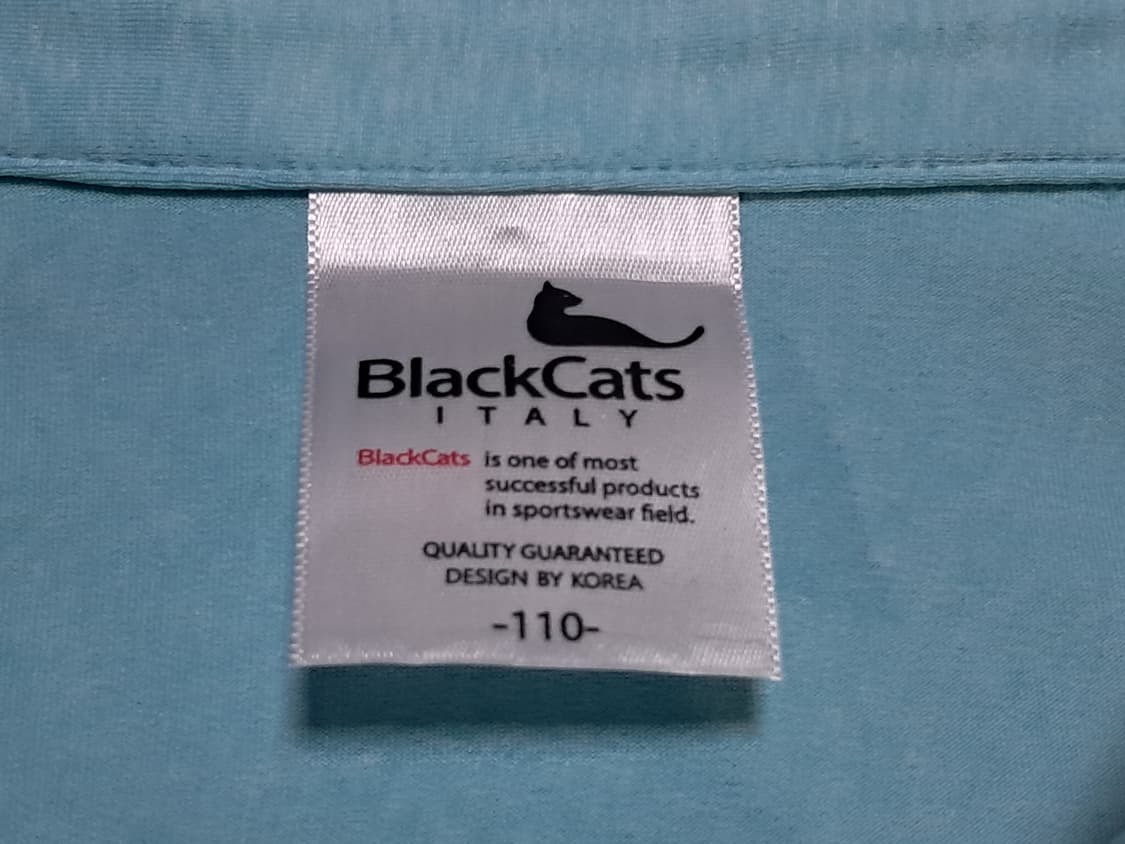 BlackCats
ITALY
BlackCats is one of most
successful products
in sportswear field.
QUALITY GUARANTEED
DESIGN BY KOREA
-110-